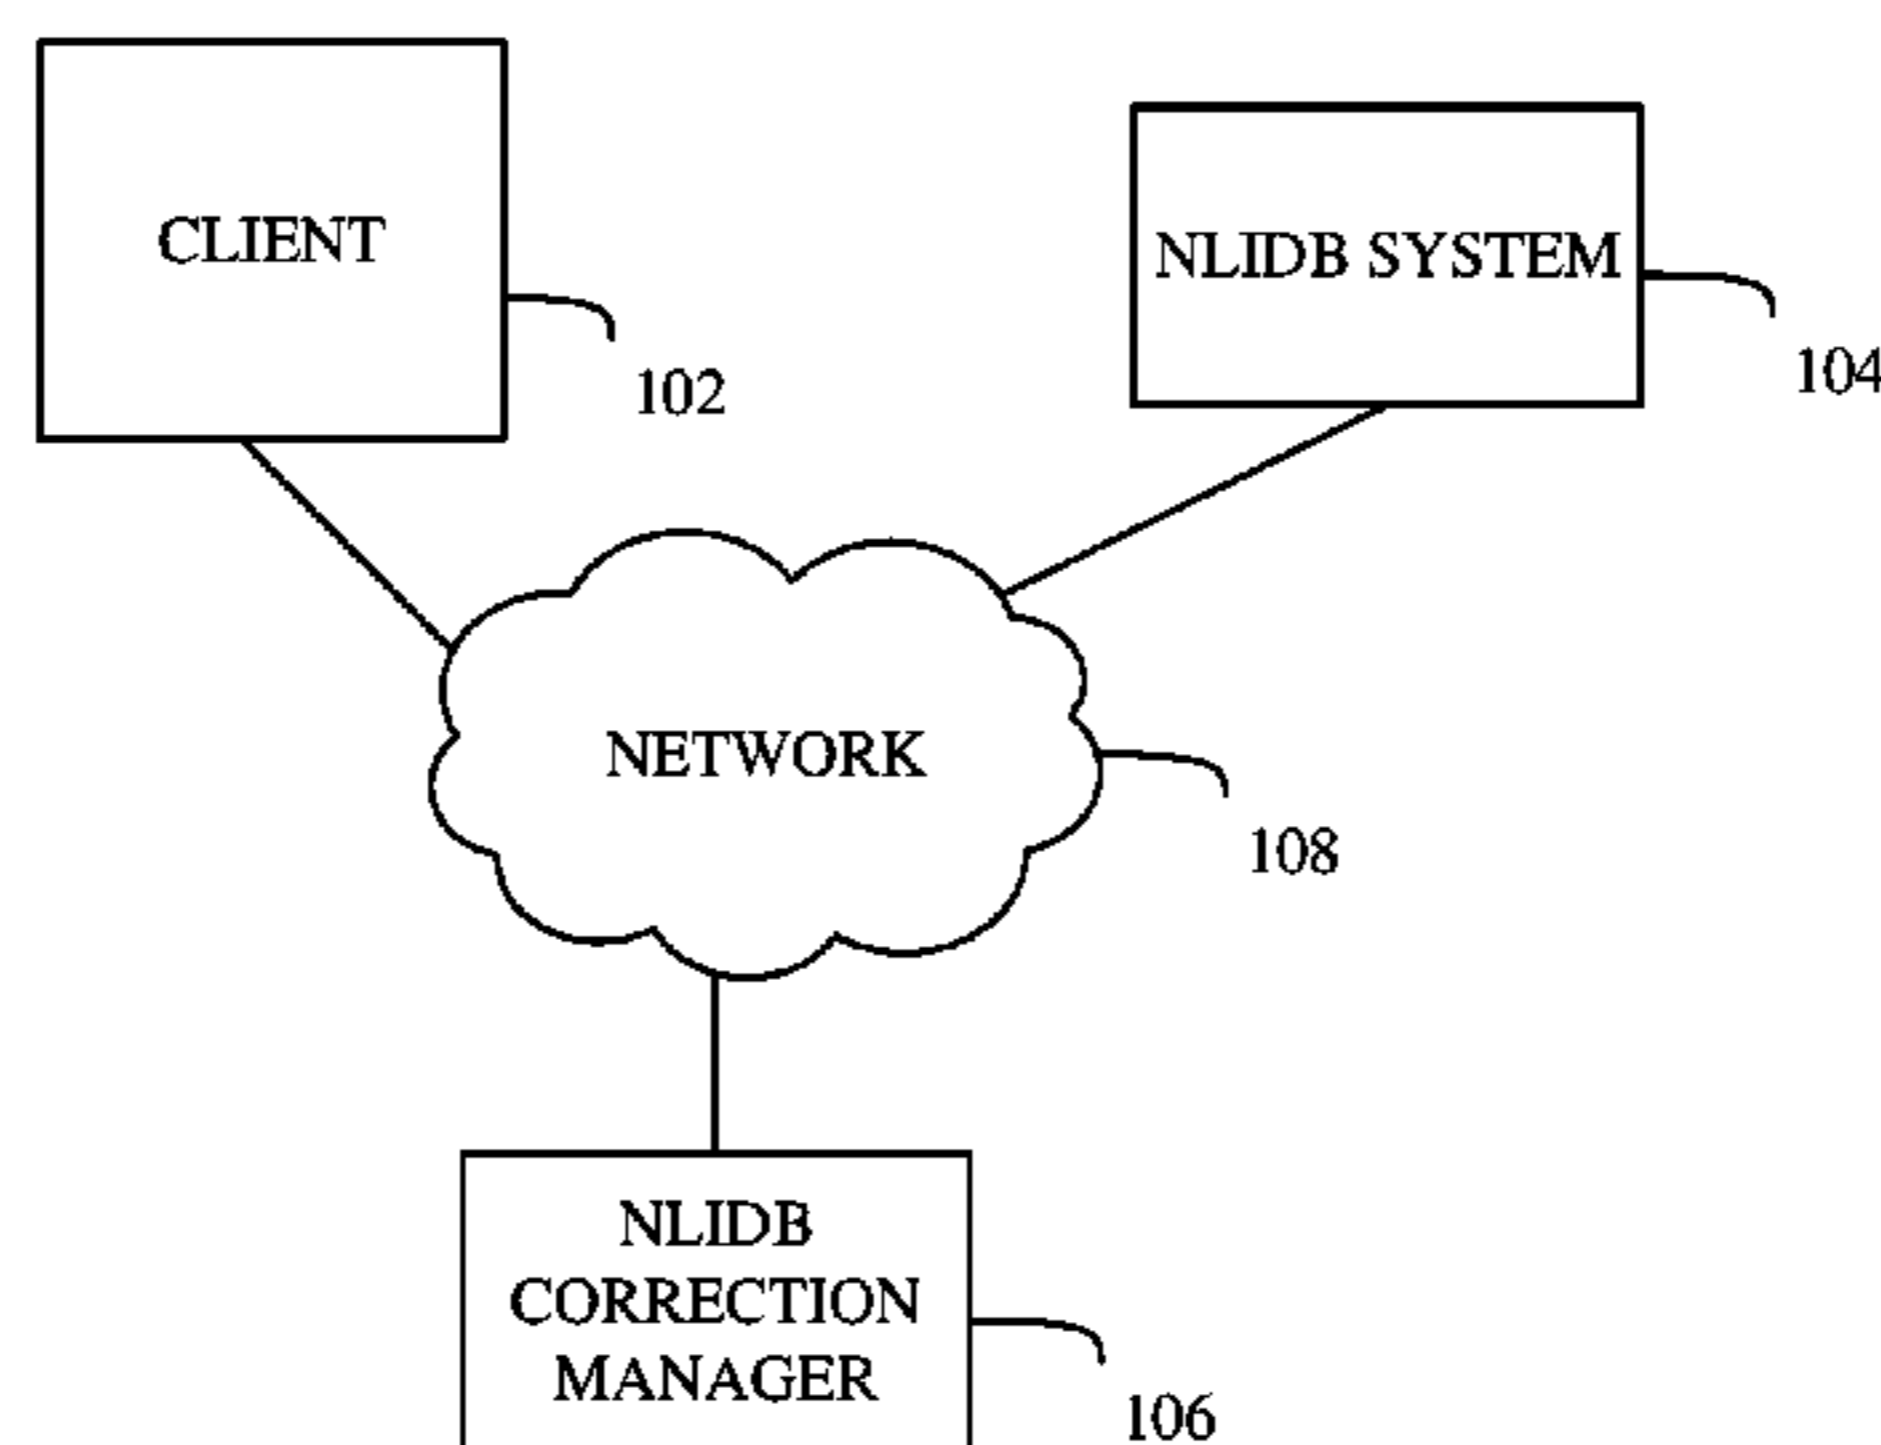 CLIENT
102
NLIDB SYSTEM
104
NETWORK
108
NLIDB
CORRECTION
MANAGER
106